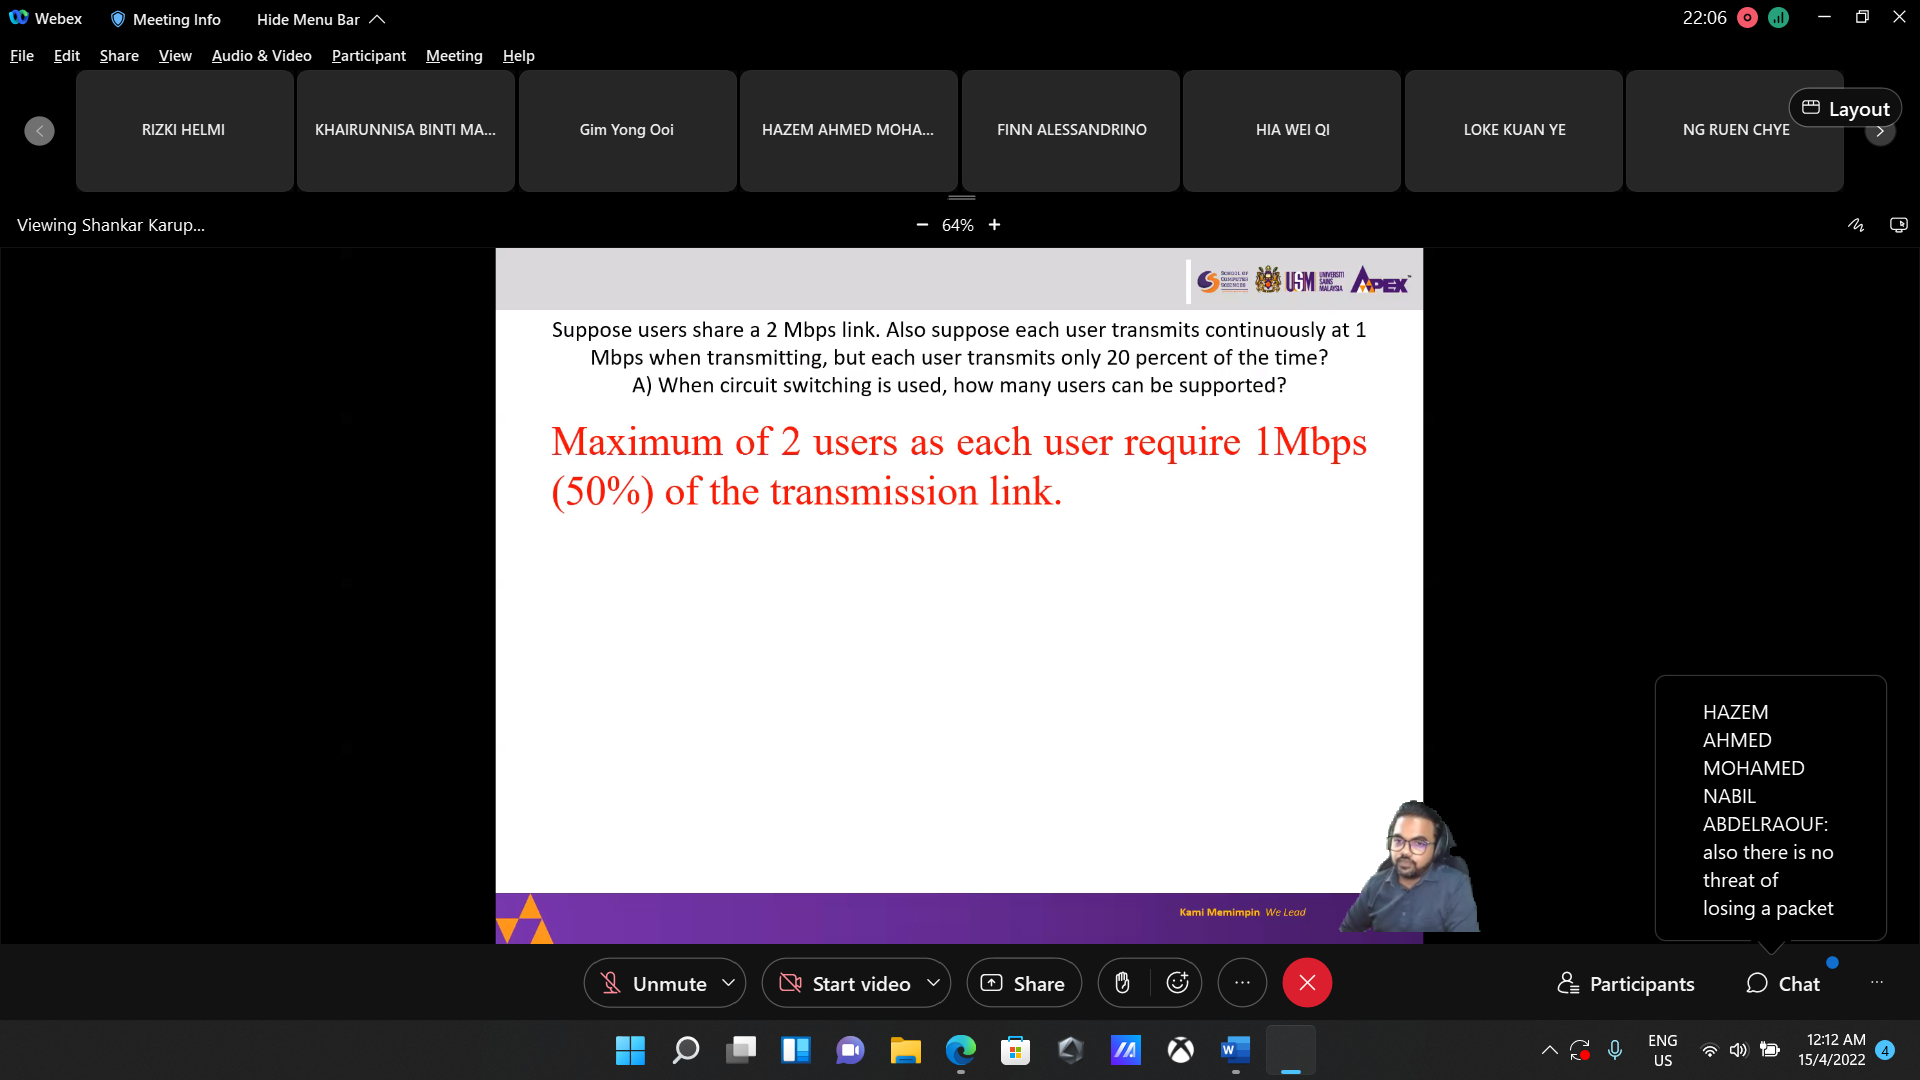 Webex
Meeting Info
Hide Menu Bar
22:06
File Edit Share View Audio & Video Participant Meeting Help
RIZKI HELMI
KHAIRUNNISA BINTI MA...
Gim Yong Ooi
HAZEM AHMED MOHA...
FINN ALESSANDRINO
HIA WEI QI
LOKE KUAN YE
NG RUEN CHYE
Layout
Viewing Shankar Karup...
64%
SCHOOL OF
COMPUTER
SCIENCES
USM
UNIVERSITI
SAINS
MALAYSIA
APEX™
Suppose users share a 2 Mbps link. Also suppose each user transmits continuously at 1
Mbps when transmitting, but each user transmits only 20 percent of the time?
A) When circuit switching is used, how many users can be supported?
Maximum of 2 users as each user require 1Mbps
(50%) of the transmission link.
Kami Memimpin We Lead
HAZEM
AHMED
MOHAMED
NABIL
ABDELRAOUF:
also there is no
threat of
losing a packet
Unmute
Start video
Share
Participants
Chat
W
ENG
US
12:12 AM
15/4/2022
4